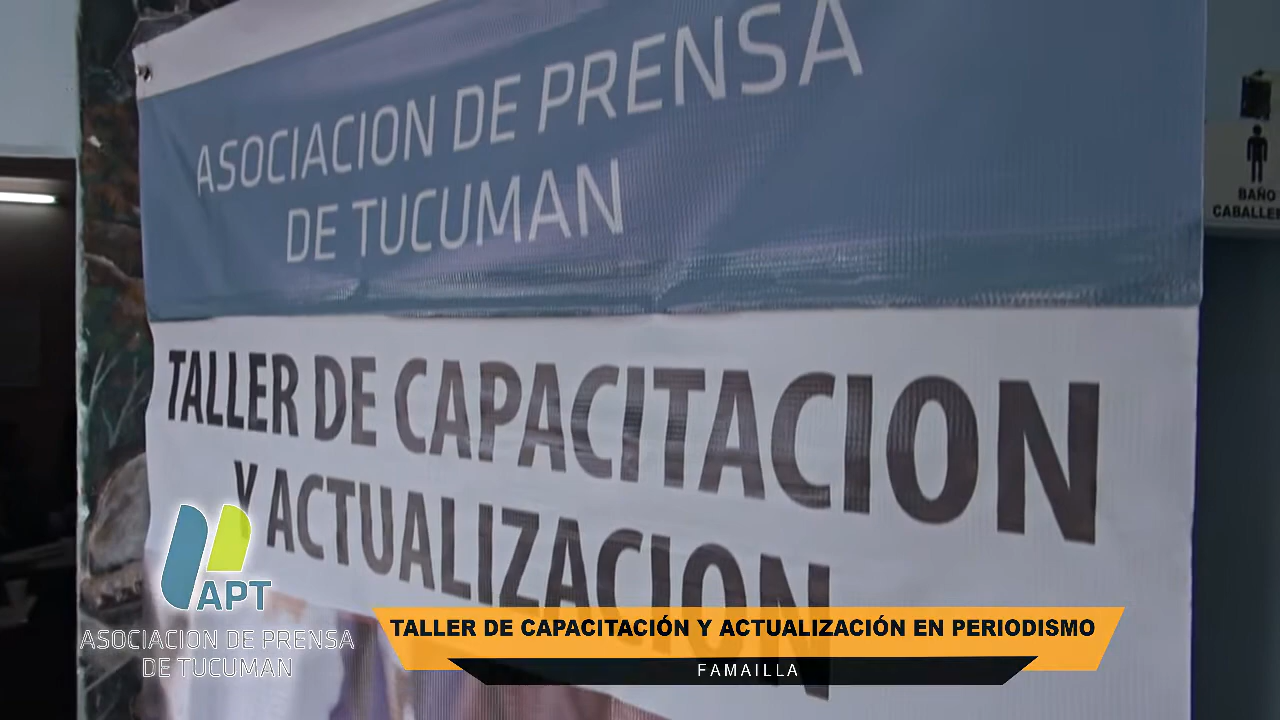 ASOCIACION DE PRENSA
DE TUCUMAN
BAÑO
TALLER DE CAPACITACION
Y ACTUALIZACION
APT
ASOCIACION DE PRENSA
DE TUCUMAN
TALLER DE CAPACITACIÓN Y ACTUALIZACIÓN EN PERIODISMO
FAMAILLA